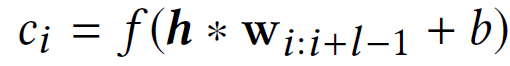 c_i = f(h * w_{i:i+l-1} + b)